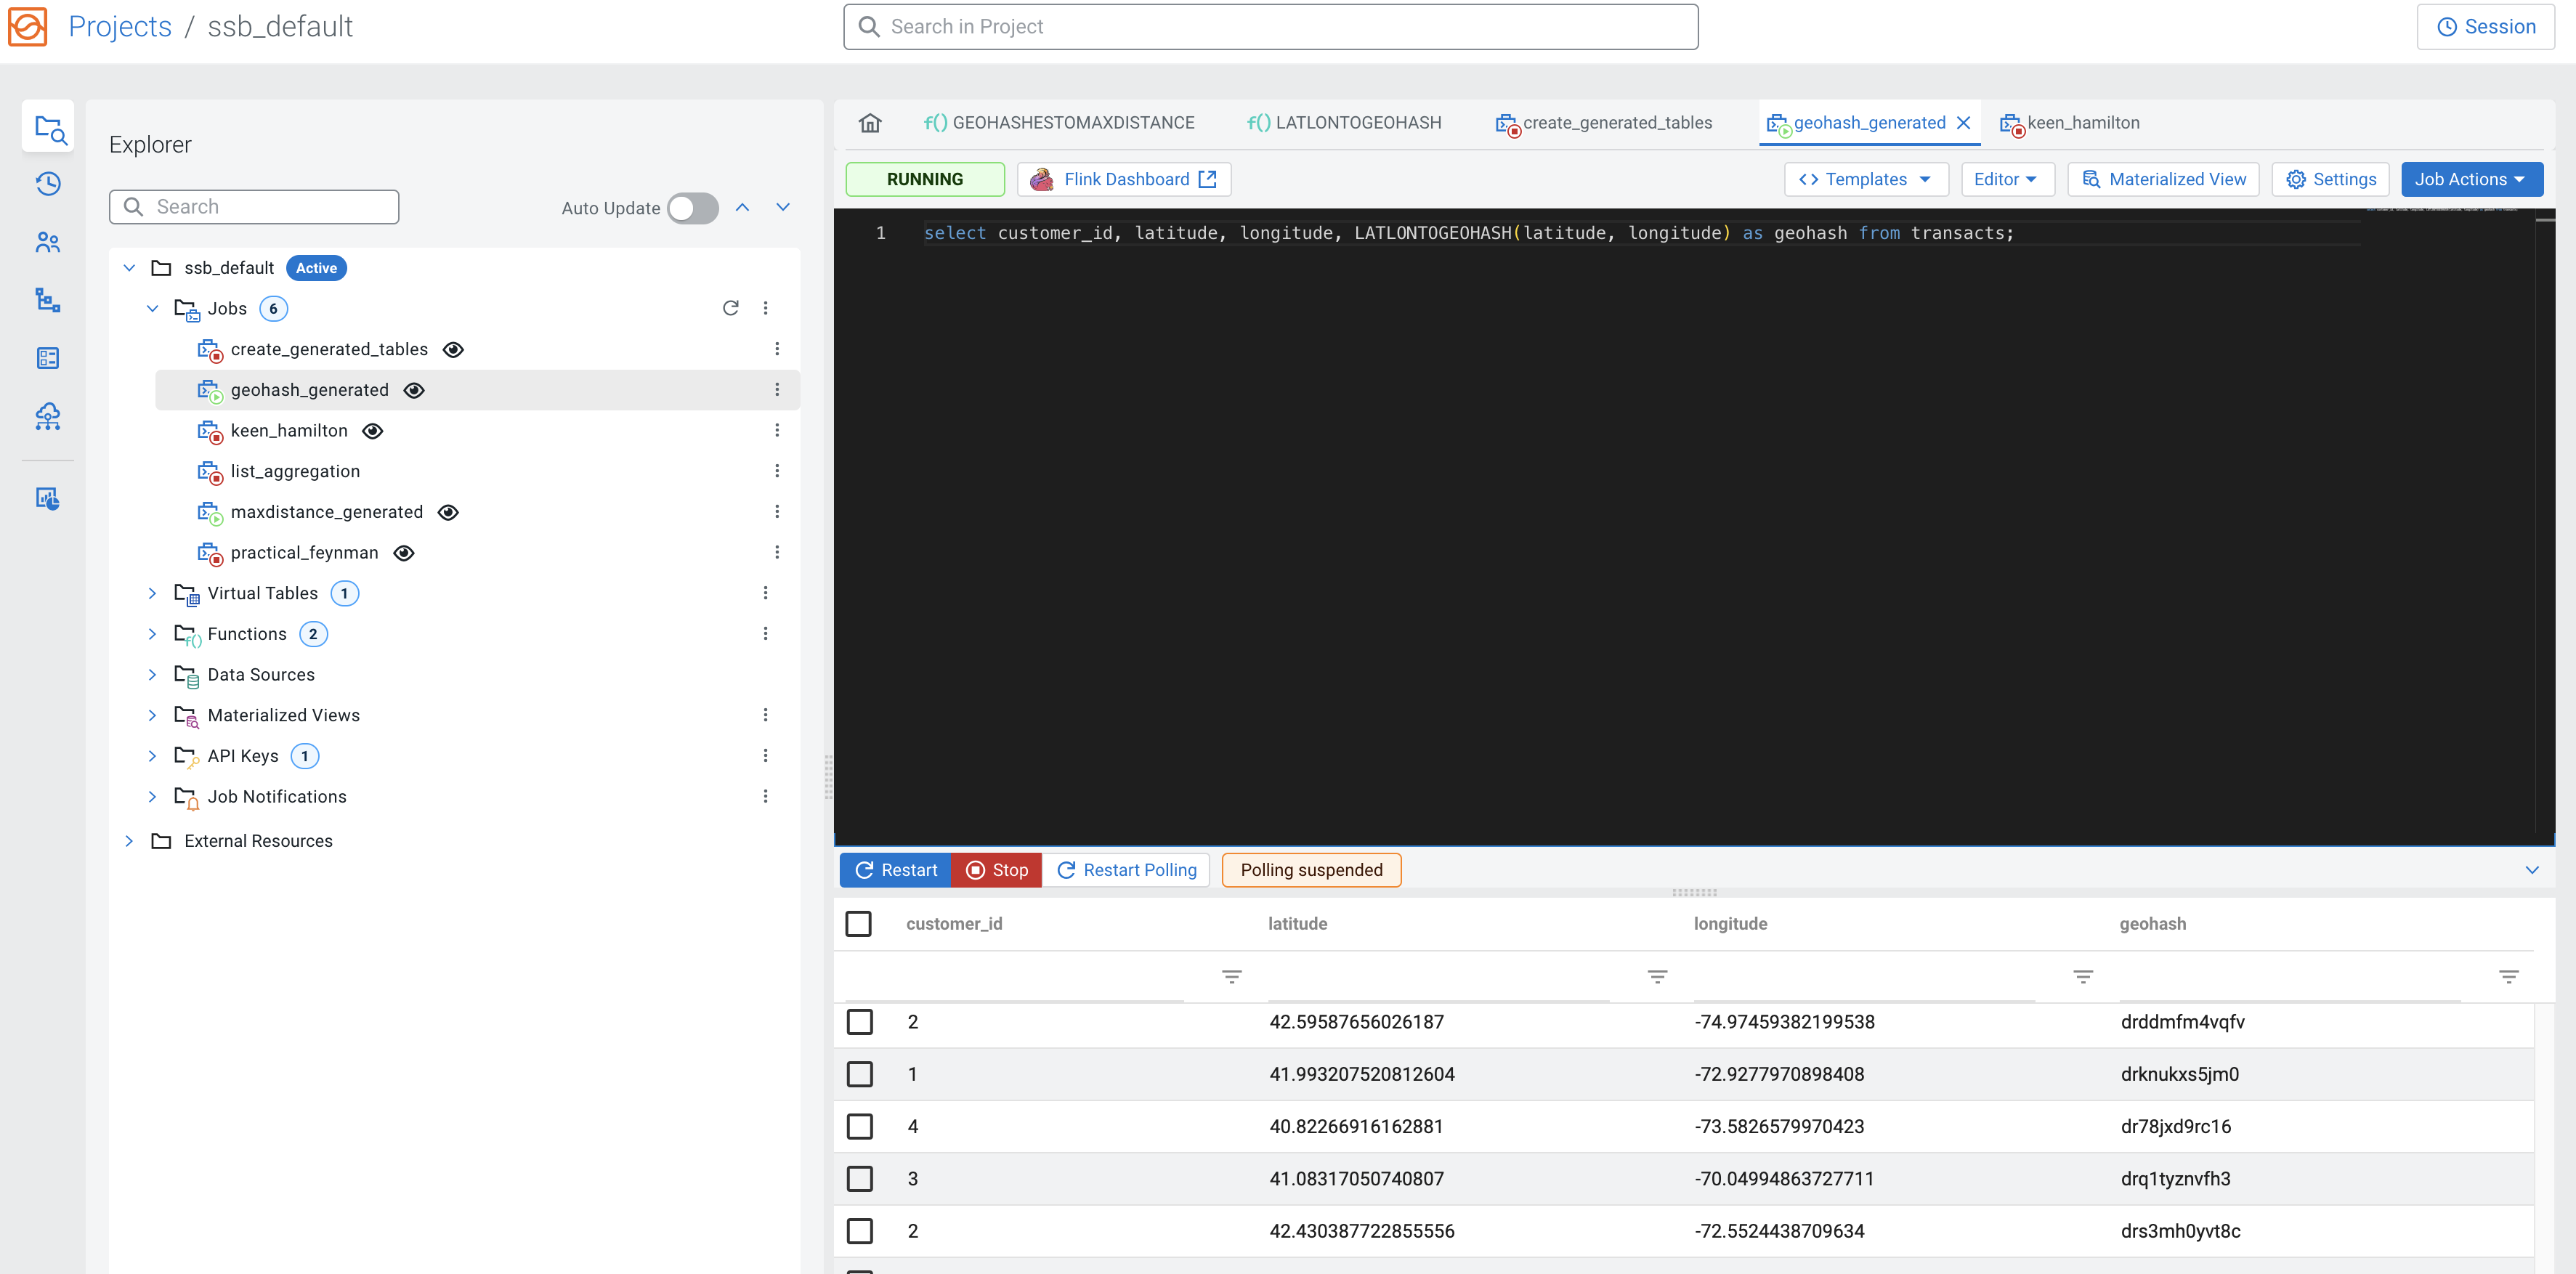 Projects / ssb_default
Search in Project
Session
Explorer
Search
Auto Update
ssb_default Active
Jobs 6
create_generated_tables
geohash_generated
keen_hamilton
list_aggregation
maxdistance_generated
practical_feynman
Virtual Tables 1
f() Functions 2
Data Sources
Materialized Views
API Keys 1
Job Notifications
External Resources
f() GEOHASHESTOMAXDISTANCE f() LATLONTOGEOHASH create_generated_tables geohash_generated keen_hamilton
RUNNING Flink Dashboard <> Templates Editor Materialized View Settings Job Actions
1 select customer_id, latitude, longitude, LATLONTOGEOHASH(latitude, longitude) as geohash from transacts;
Restart Stop Restart Polling Polling suspended
customer_id latitude longitude geohash
2 42.59587656026187 -74.97459382199538 drddmfm4vqfv
1 41.993207520812604 -72.9277970898408 drknukxs5jm0
4 40.82266916162881 -73.5826579970423 dr78jxd9rc16
3 41.08317050740807 -70.04994863727711 drq1tyznvfh3
2 42.430387722855556 -72.5524438709634 drs3mh0yvt8c